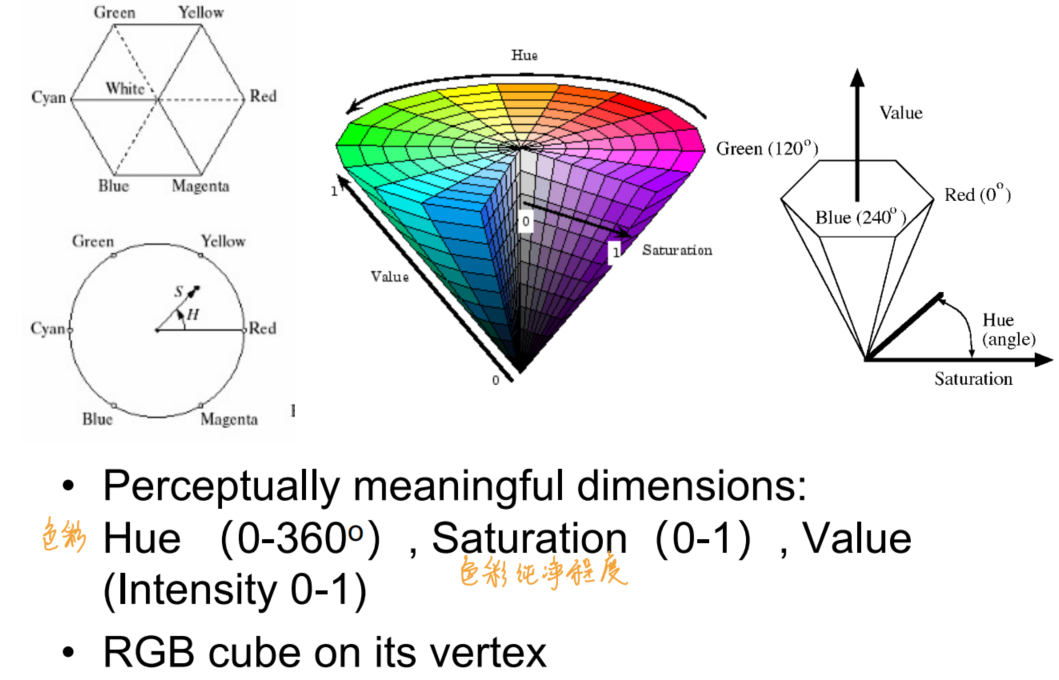 Green Yellow
Cyan White Red
Blue Magenta
Green Yellow
S
H
Cyan Red
Blue Magenta
Hue
1
0
1
Saturation
Value
0
Value
Green (120°)
Red (0°)
Blue (240°)
Hue
(angle)
Saturation
• Perceptually meaningful dimensions:
色彩 Hue (0-360°) , Saturation (0-1) , Value
色彩纯净程度
(Intensity 0-1)
• RGB cube on its vertex